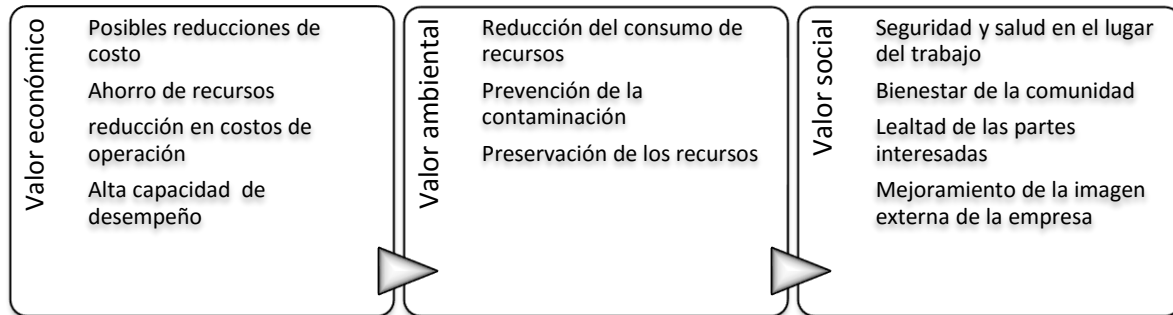 Valor económico
Posibles reducciones de
costo
Ahorro de recursos
reducción en costos de
operación
Alta capacidad de
desempeño
Valor ambiental
Reducción del consumo de
recursos
Prevención de la
contaminación
Preservación de los recursos
Valor social
Seguridad y salud en el lugar
del trabajo
Bienestar de la comunidad
Lealtad de las partes
interesadas
Mejoramiento de la imagen
externa de la empresa